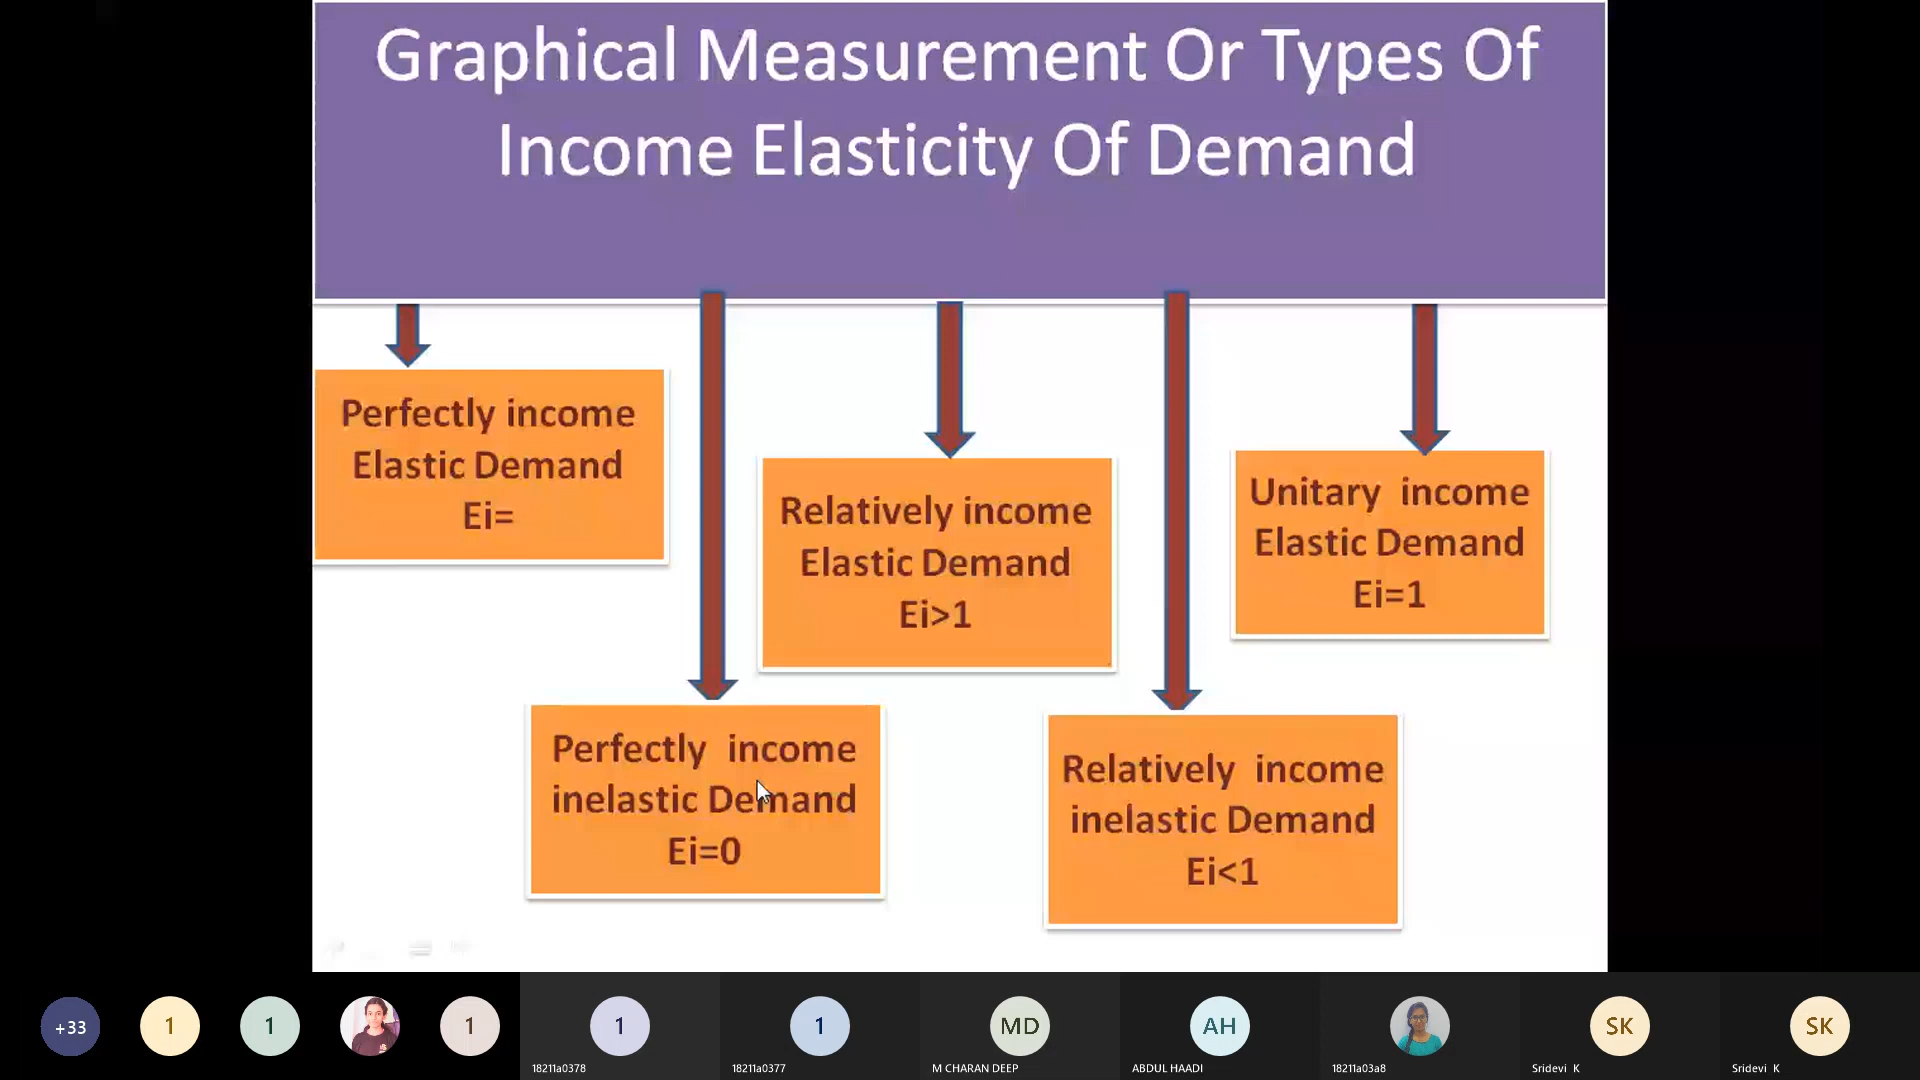 Graphical Measurement Or Types Of
Income Elasticity Of Demand
Perfectly income
Elastic Demand
Ei=
Relatively income
Elastic Demand
Ei>1
Unitary income
Elastic Demand
Ei=1
Perfectly income
inelastic Demand
Ei=0
Relatively income
inelastic Demand
Ei<1
+33
1
1
1
1
1
MD
AH
SK
SK
18211a0378
18211a0377
M CHARAN DEEP
ABDUL HAADI
18211a03a8
Sridevi K
Sridevi K